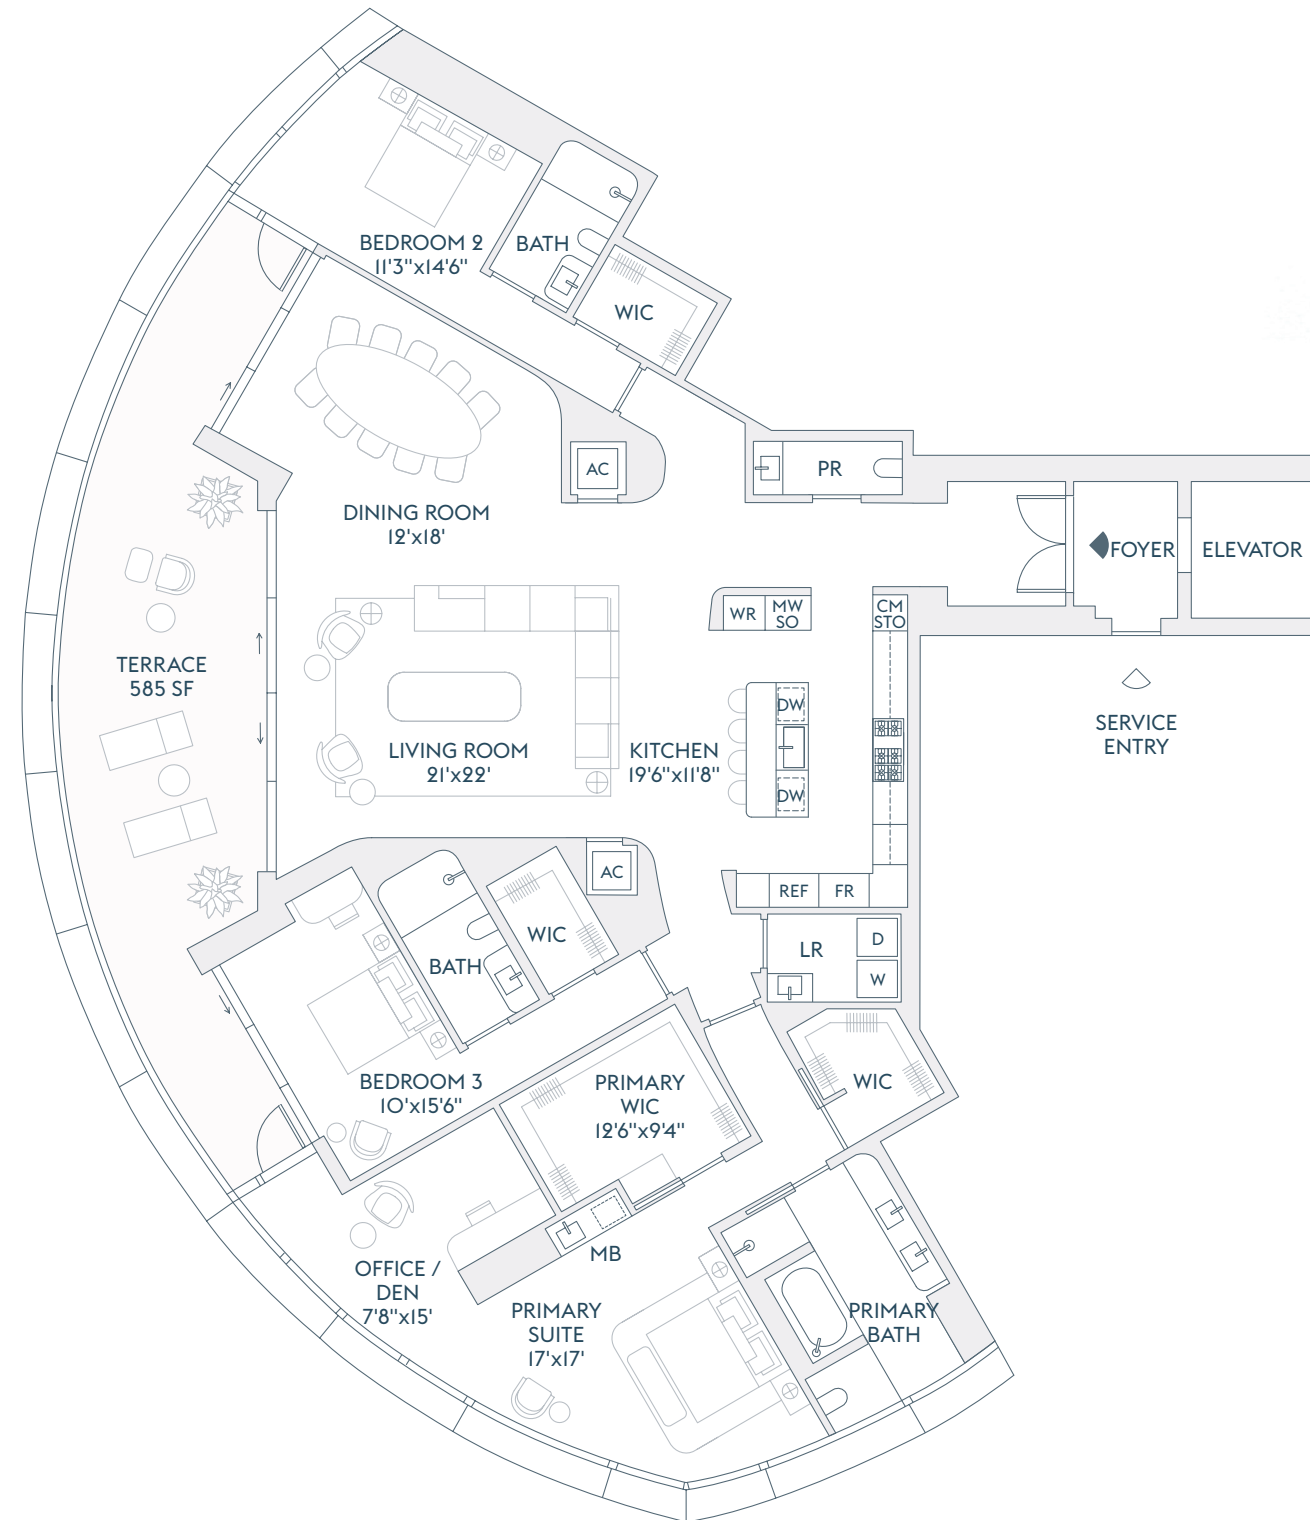 BEDROOM 2
11'3"x14'6"
BATH
WIC
DINING ROOM
12'x18'
AC
PR
FOYER
ELEVATOR
WR
MW
SO
CM
STO
TERRACE
585 SF
LIVING ROOM
21'x22'
KITCHEN
19'6"x11'8"
DW
DW
SERVICE
ENTRY
AC
REF
FR
LR
D
W
WIC
BATH
BEDROOM 3
10'x15'6"
PRIMARY
WIC
12'6"x9'4"
WIC
OFFICE /
DEN
7'8"x15'
MB
PRIMARY
SUITE
17'x17'
PRIMARY
BATH